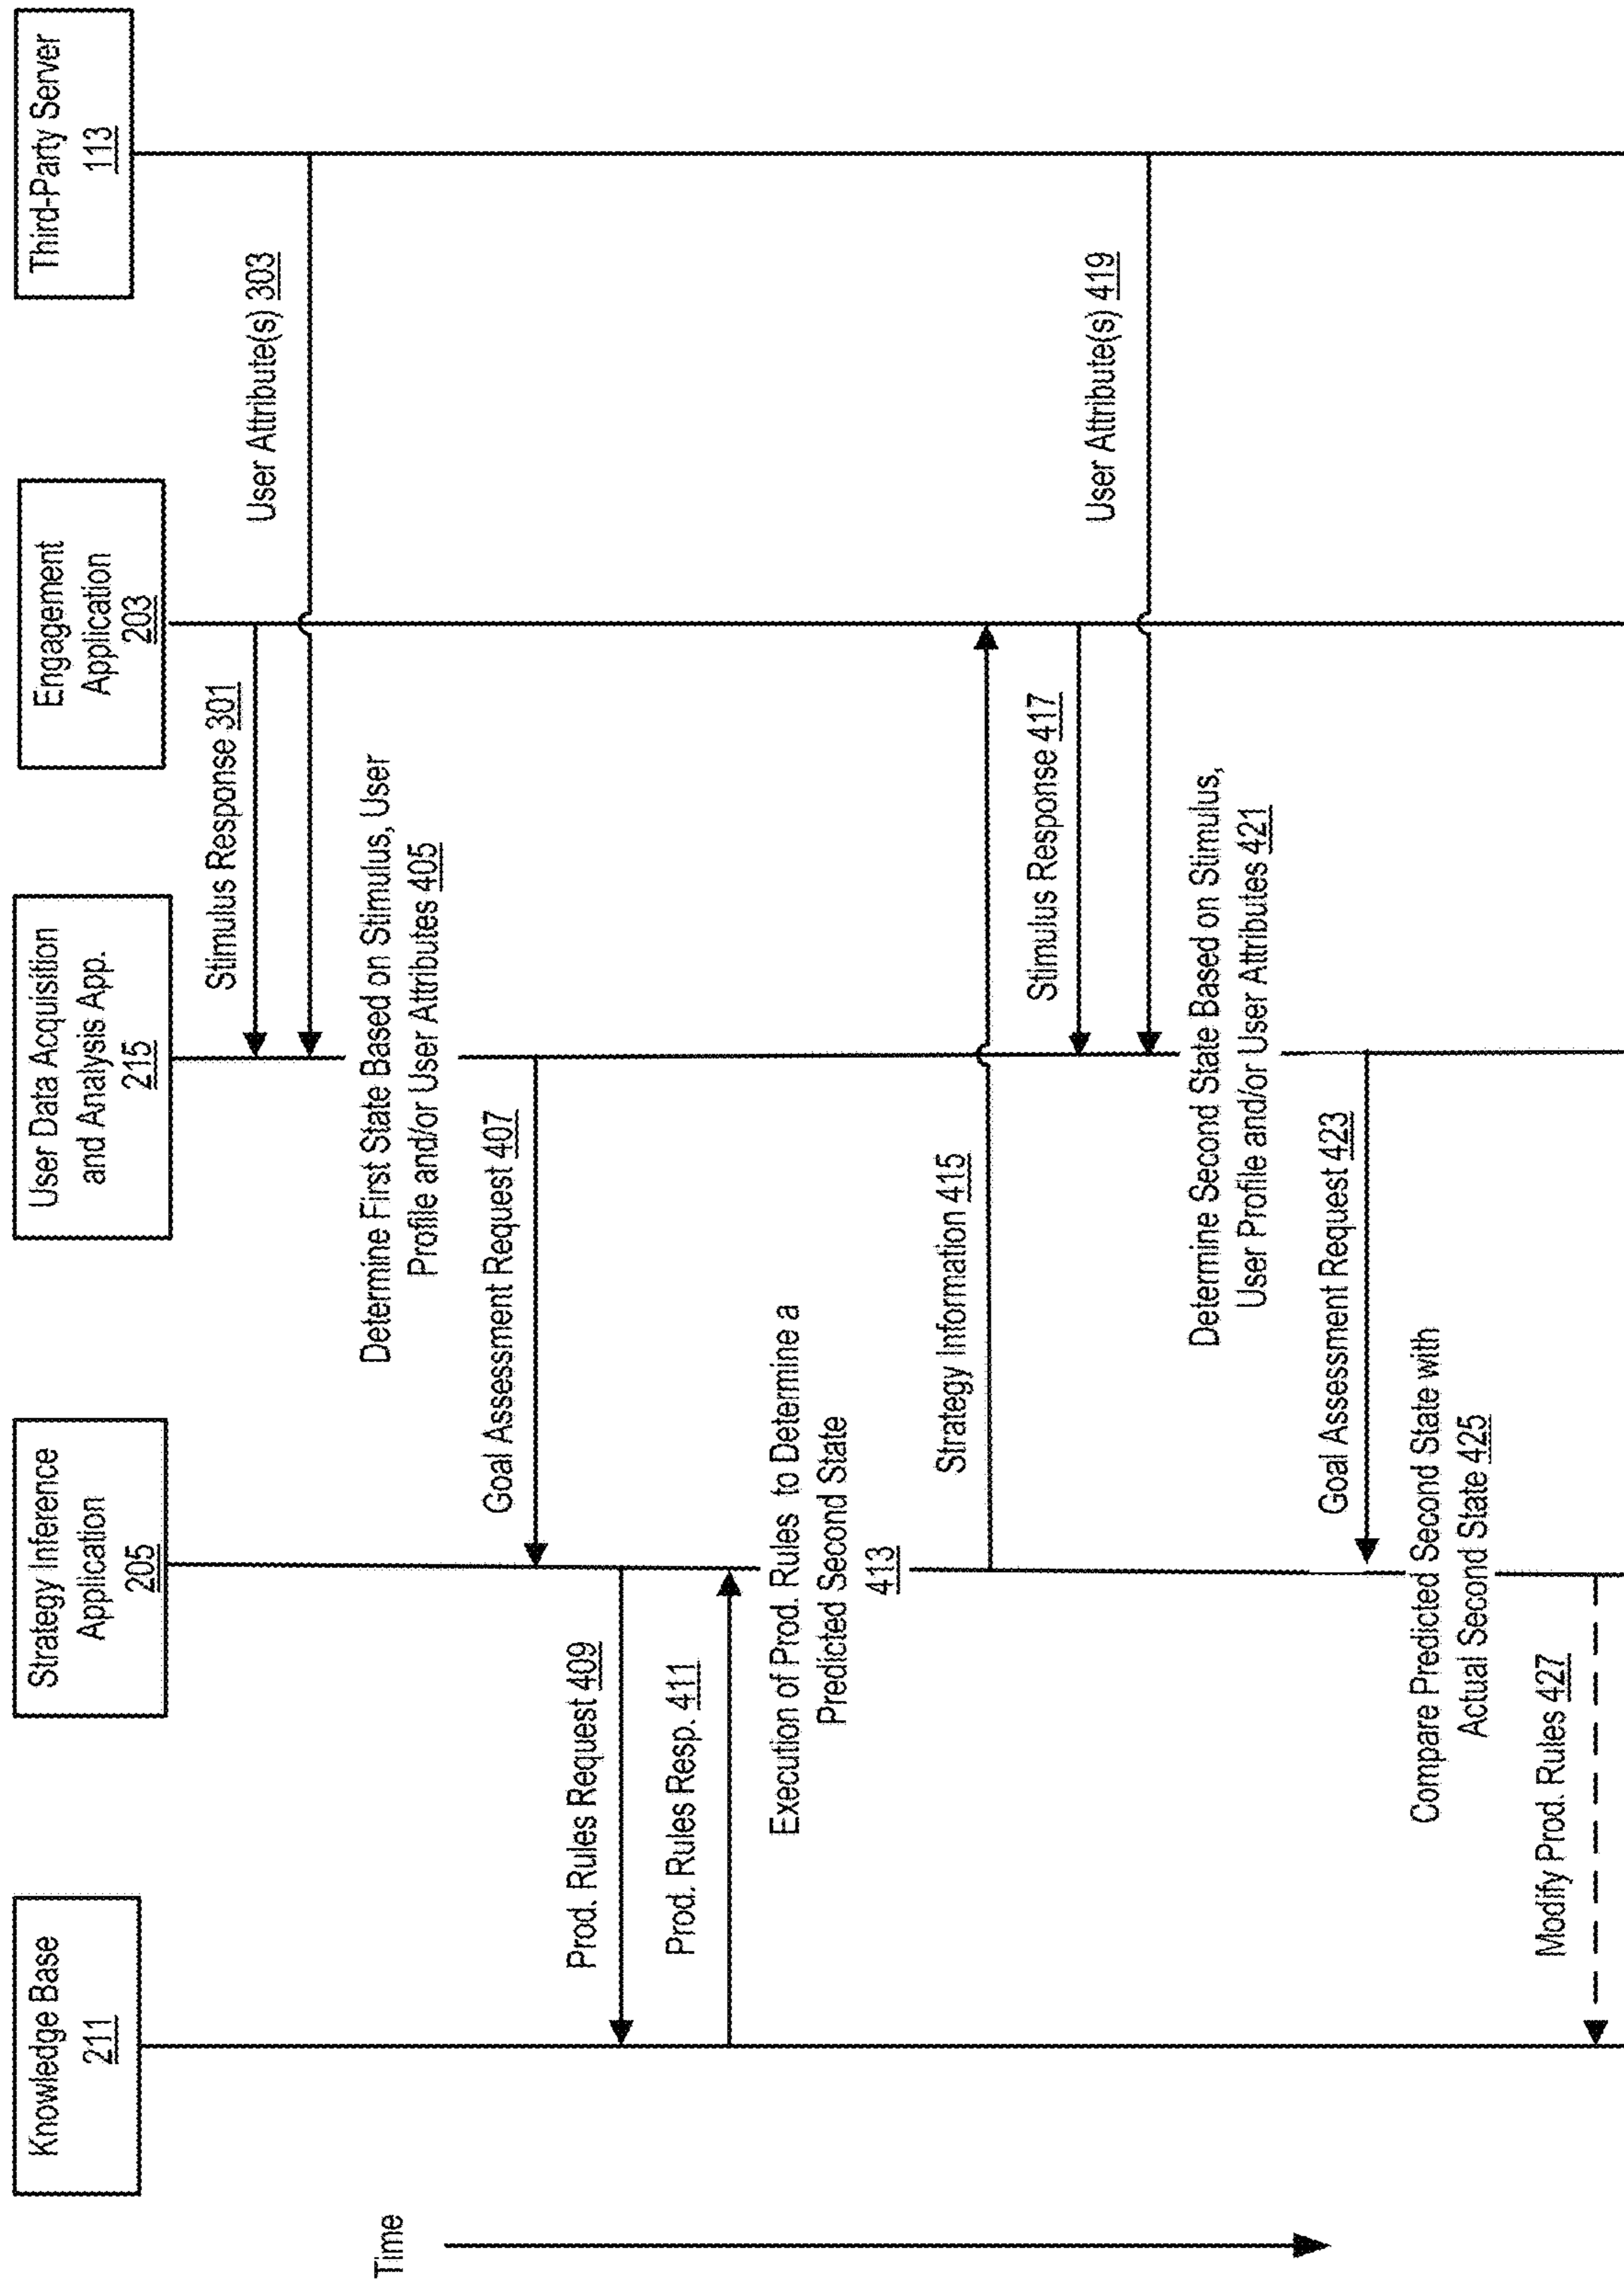 Knowledge Base
211
Strategy Inference
Application
205
User Data Acquisition
and Analysis App.
215
Engagement
Application
203
Third-Party Server
113
Time
Stimulus Response 301
User Attribute(s) 303
Determine First State Based on Stimulus, User
Profile and/or User Attributes 405
Goal Assessment Request 407
Prod. Rules Request 409
Prod. Rules Resp. 411
Execution of Prod. Rules to Determine a
Predicted Second State
413
Strategy Information 415
Stimulus Response 417
User Attribute(s) 419
Determine Second State Based on Stimulus,
User Profile and/or User Attributes 421
Goal Assessment Request 423
Compare Predicted Second State with
Actual Second State 425
Modify Prod. Rules 427